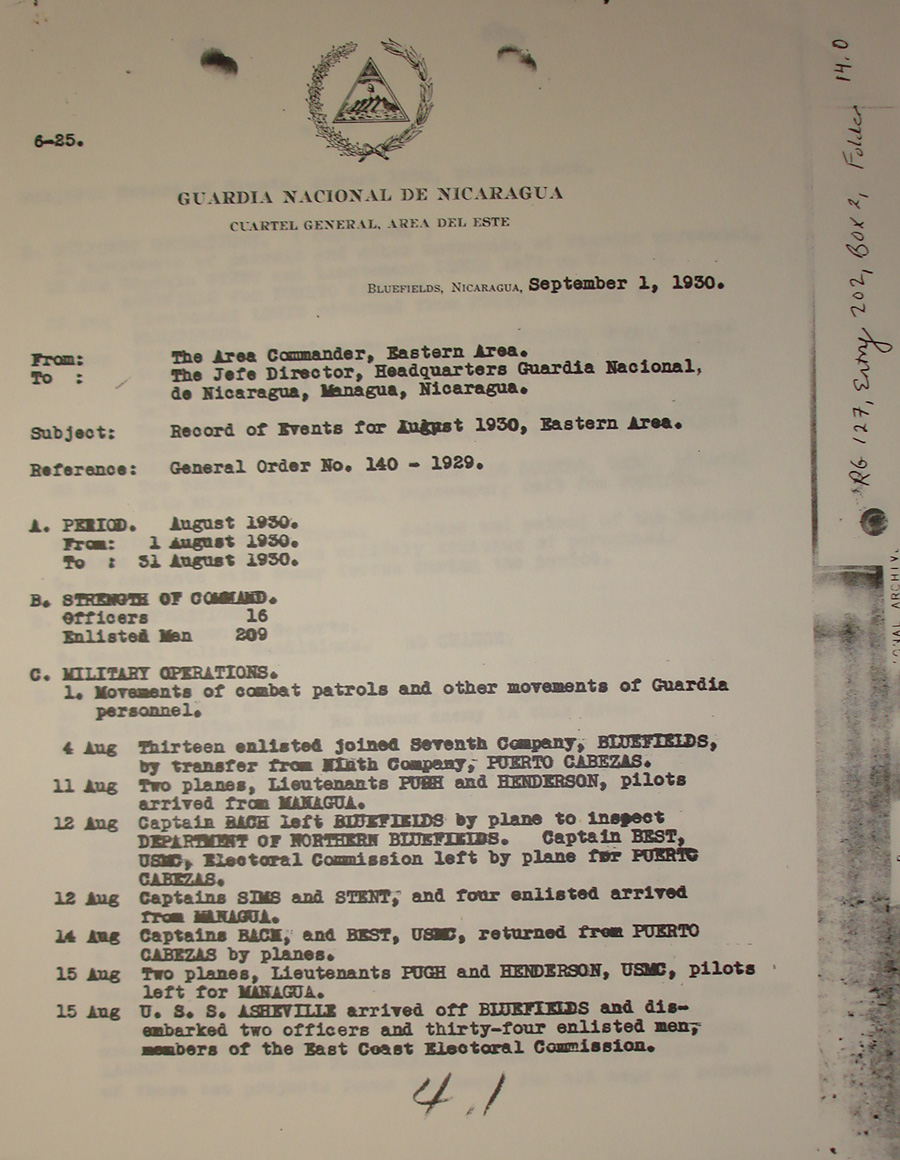 6-25.
GUARDIA NACIONAL DE NICARAGUA
CUARTEL GENERAL, AREA DEL ESTE
BLUEFIELDS, NICARAGUA, September 1, 1930.
From: The Area Commander, Eastern Area.
To : The Jefe Director, Headquarters Guardia Nacional,
de Nicaragua, Managua, Nicaragua.
Subject: Record of Events for August 1930, Eastern Area.
Reference: General Order No. 140 - 1929.
A. PERIOD. August 1930.
From: 1 August 1930.
To : 31 August 1930.
B. STRENGTH OF COMMAND.
Officers 16
Enlisted Men 209
C. MILITARY OPERATIONS.
1. Movements of combat patrols and other movements of Guardia
personnel.
4 Aug Thirteen enlisted joined Seventh Company, BLUEFIELDS,
by transfer from Ninth Company, PUERTO CABEZAS.
11 Aug Two planes, Lieutenants PUGH and HENDERSON, pilots
arrived from MANAGUA.
12 Aug Captain BACH left BLUEFIELDS by plane to inspect
DEPARTMENT OF NORTHERN BLUEFIELDS. Captain BEST,
USMC, Electoral Commission left by plane for PUERTO
CABEZAS.
12 Aug Captains SIMS and STENT, and four enlisted arrived
from MANAGUA.
14 Aug Captains BACH, and BEST, USMC, returned from PUERTO
CABEZAS by planes.
15 Aug Two planes, Lieutenants PUGH and HENDERSON, USMC, pilots
left for MANAGUA.
15 Aug U. S. S. ASHEVILLE arrived off BLUEFIELDS and dis-
embarked two officers and thirty-four enlisted men,
members of the East Coast Electoral Commission.
4.1
RG 127, Entry 202, Box 2, Folder 14.0